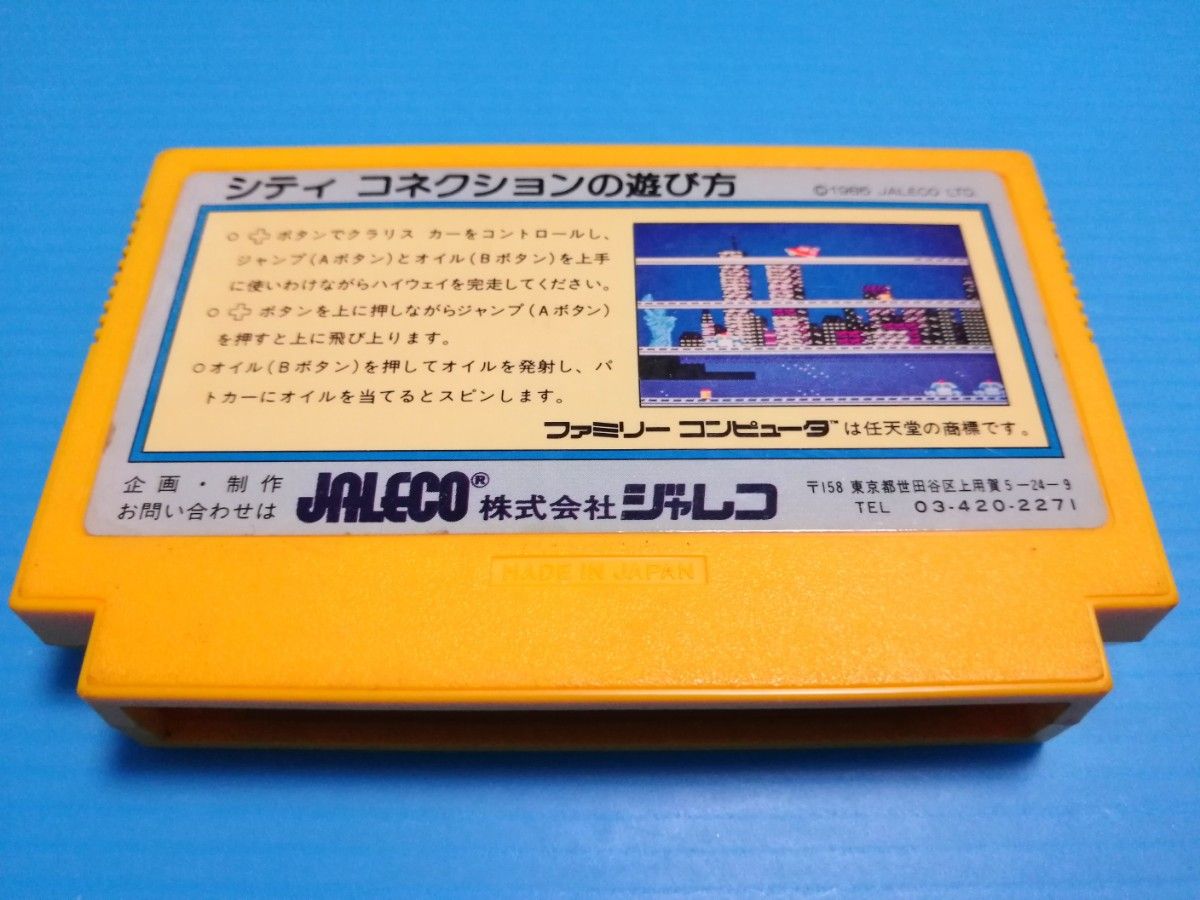 シティ コネクションの遊び方
©1985 JALECO LTD.
○ ✚ボタンでクラリス カーをコントロールし、
ジャンプ(Aボタン)とオイル(Bボタン)を上手
に使いわけながらハイウェイを完走してください。
○ ✚ボタンを上に押しながらジャンプ(Aボタン)
を押すと上に飛び上ります。
○オイル(Bボタン)を押してオイルを発射し、パ
トカーにオイルを当てるとスピンします。
ファミリー コンピュータ™は任天堂の商標です。
企画・制作
お問い合わせは
JALECO® 株式会社ジャレコ
〒158 東京都世田谷区上用賀5-24-9
TEL 03-420-2271
MADE IN JAPAN